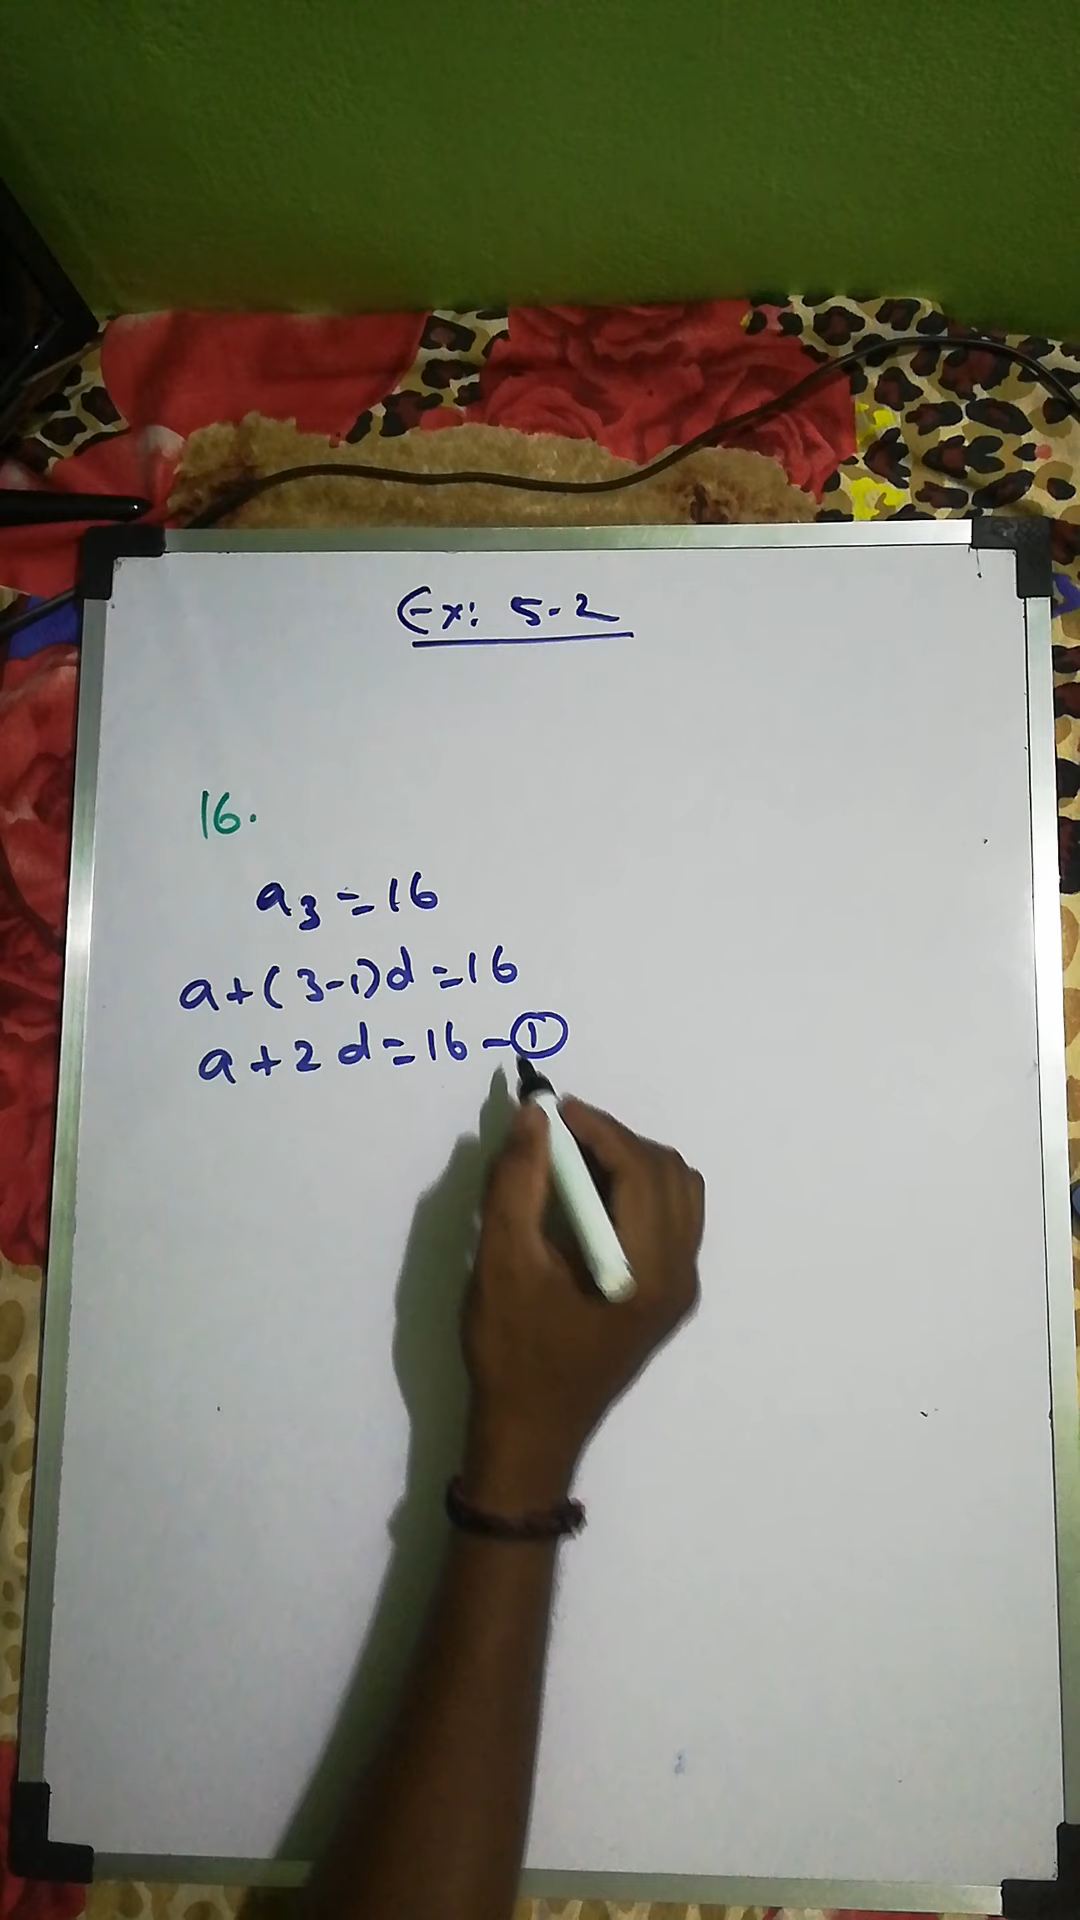 Ex: 5.2
16.
a₃ = 16
a+(3-1)d = 16
a+2d = 16 - ①